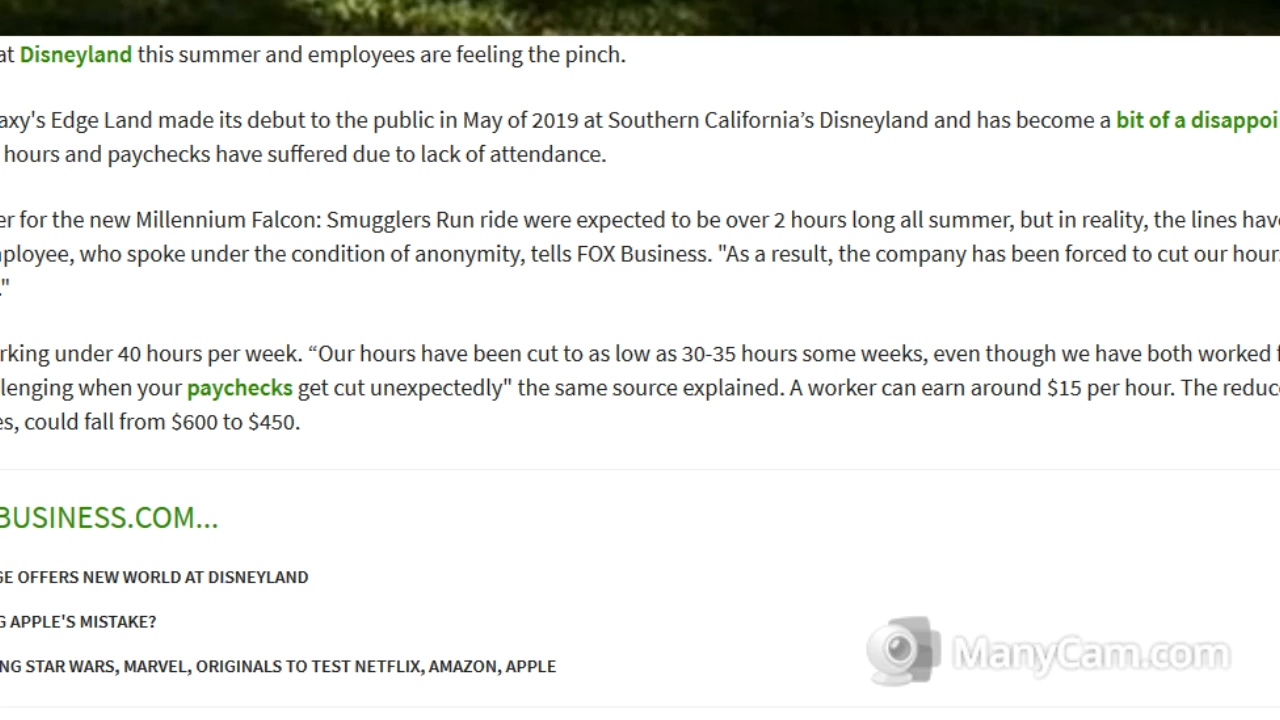 at Disneyland this summer and employees are feeling the pinch.
axy's Edge Land made its debut to the public in May of 2019 at Southern California’s Disneyland and has become a bit of a disappoi
hours and paychecks have suffered due to lack of attendance.
er for the new Millennium Falcon: Smugglers Run ride were expected to be over 2 hours long all summer, but in reality, the lines have
ployee, who spoke under the condition of anonymity, tells FOX Business. "As a result, the company has been forced to cut our hour
."
rking under 40 hours per week. “Our hours have been cut to as low as 30-35 hours some weeks, even though we have both worked f
lenging when your paychecks get cut unexpectedly" the same source explained. A worker can earn around $15 per hour. The reduc
es, could fall from $600 to $450.
BUSINESS.COM...
GE OFFERS NEW WORLD AT DISNEYLAND
G APPLE'S MISTAKE?
NG STAR WARS, MARVEL, ORIGINALS TO TEST NETFLIX, AMAZON, APPLE
ManyCam.com